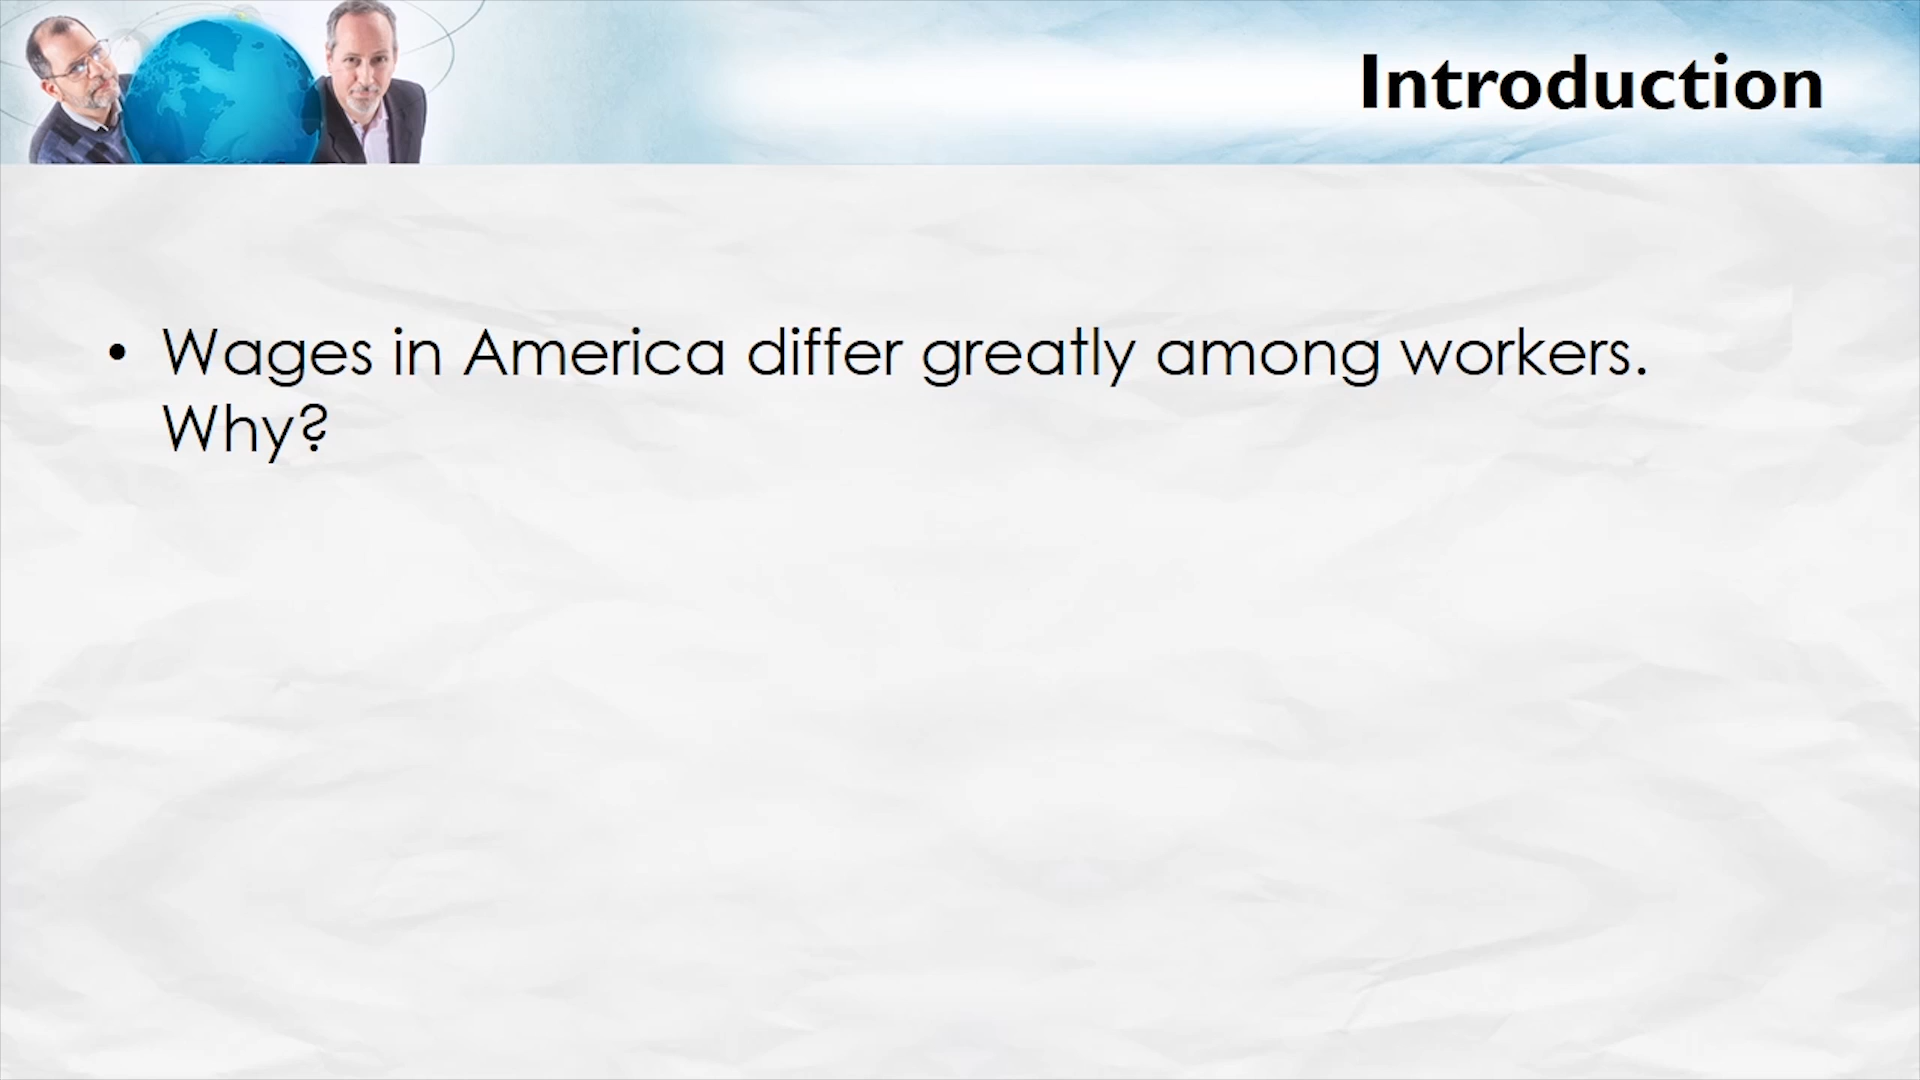 Introduction
• Wages in America differ greatly among workers.
Why?